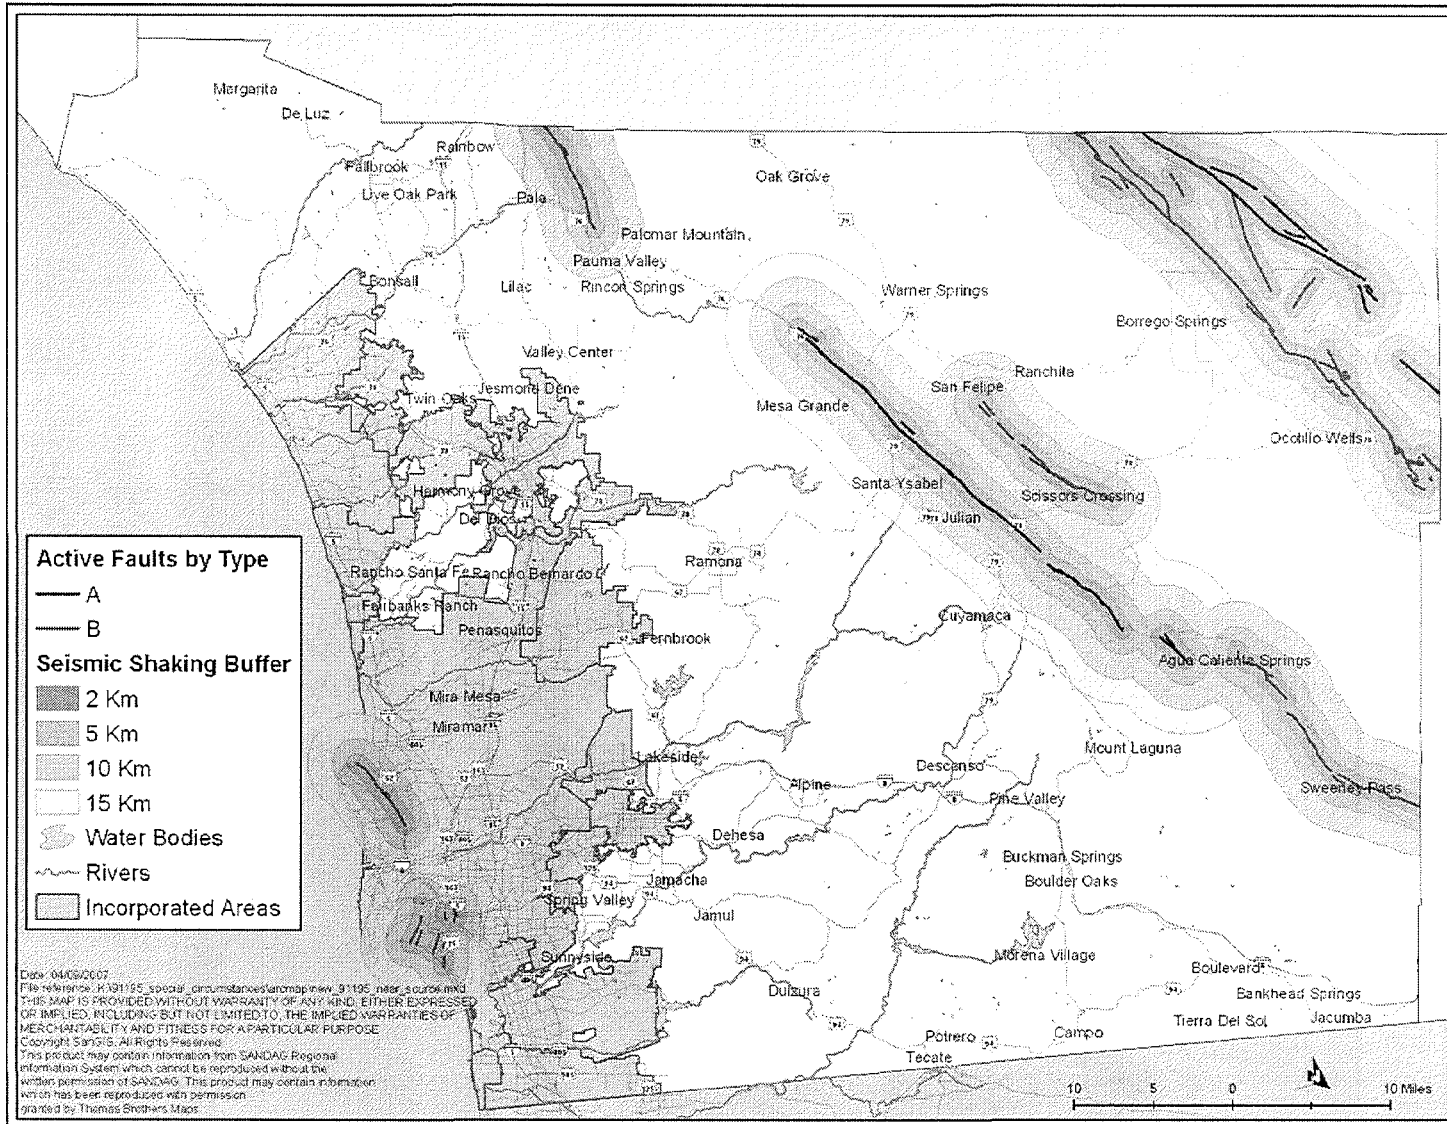 Margarita
De Luz
Rainbow
Fallbrook
Live Oak Park
Pala
Oak Grove
Palomar Mountain
Pauma Valley
Rincon Springs
Bonsall
Lilac
Warner Springs
Borrego Springs
Valley Center
Jesmond Dene
Twin Oaks
Mesa Grande
San Felipe
Ranchita
Ocotillo Wells
Harmony Grove
Del Dios
Santa Ysabel
Julian
Scissors Crossing
Ramona
Rancho Santa Fe
Rancho Bernardo
Fairbanks Ranch
Penasquitos
Fernbrook
Cuyamaca
Agua Caliente Springs
Mira Mesa
Miramar
Lakeside
Alpine
Descanso
Mount Laguna
Pine Valley
Sweeney Pass
Dehesa
Buckman Springs
Boulder Oaks
Jamacha
Spring Valley
Jamul
Sunnyside
Morena Village
Boulevard
Bankhead Springs
Dulzura
Tierra Del Sol
Jacumba
Potrero
Campo
Tecate
Active Faults by Type
A
B
Seismic Shaking Buffer
2 Km
5 Km
10 Km
15 Km
Water Bodies
Rivers
Incorporated Areas
Date: 04/09/2007
File reference: K:\91195_special_circumstances\arcmap\new_91195_near_source.mxd
THIS MAP IS PROVIDED WITHOUT WARRANTY OF ANY KIND, EITHER EXPRESSED
OR IMPLIED, INCLUDING BUT NOT LIMITED TO, THE IMPLIED WARRANTIES OF
MERCHANTABILITY AND FITNESS FOR A PARTICULAR PURPOSE
Copyright SanGIS. All Rights Reserved
This product may contain information from SANDAG Regional
Information System which cannot be reproduced without the
written permission of SANDAG. This product may contain information
which has been reproduced with permission
granted by Thomas Brothers Maps
10 5 0 10 Miles